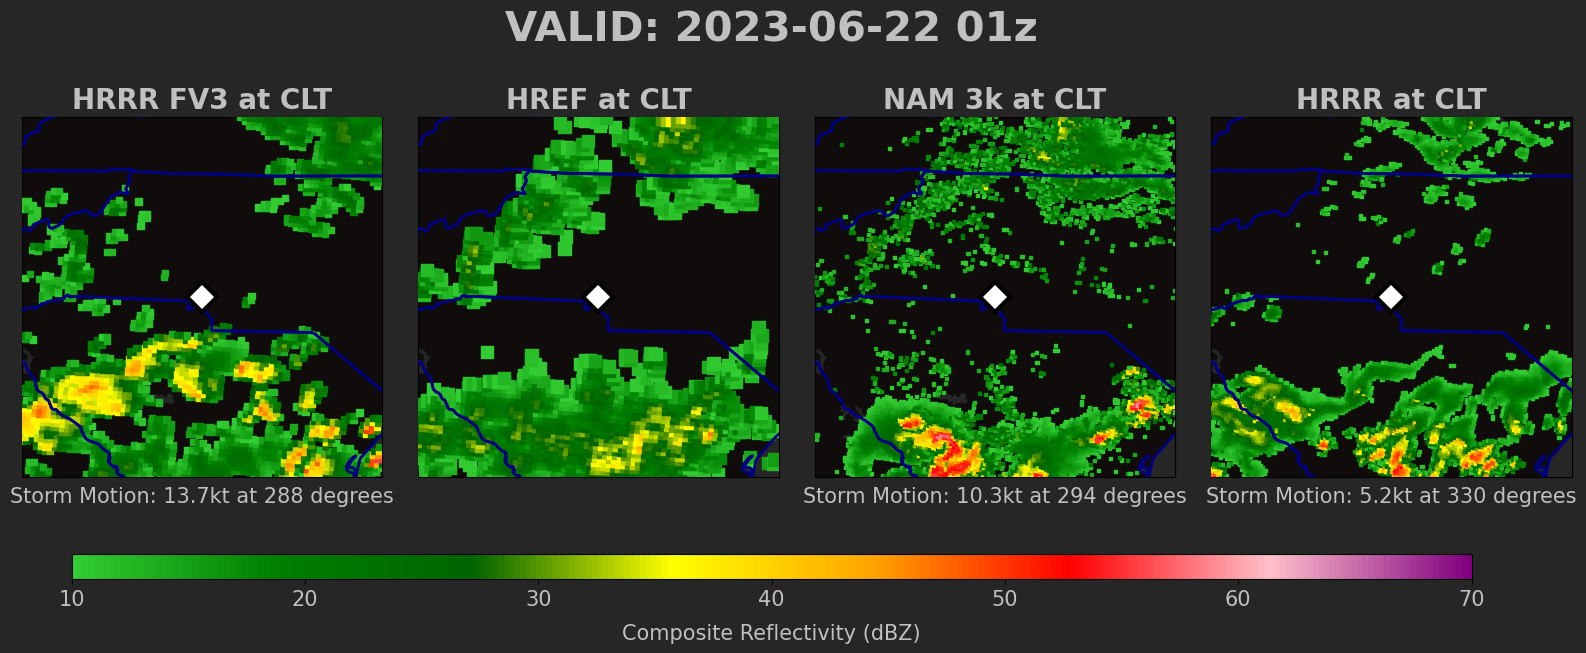 VALID: 2023-06-22 01z
HRRR FV3 at CLT
HREF at CLT
NAM 3k at CLT
HRRR at CLT
Storm Motion: 13.7kt at 288 degrees
Storm Motion: 10.3kt at 294 degrees
Storm Motion: 5.2kt at 330 degrees
10 20 30 40 50 60 70
Composite Reflectivity (dBZ)